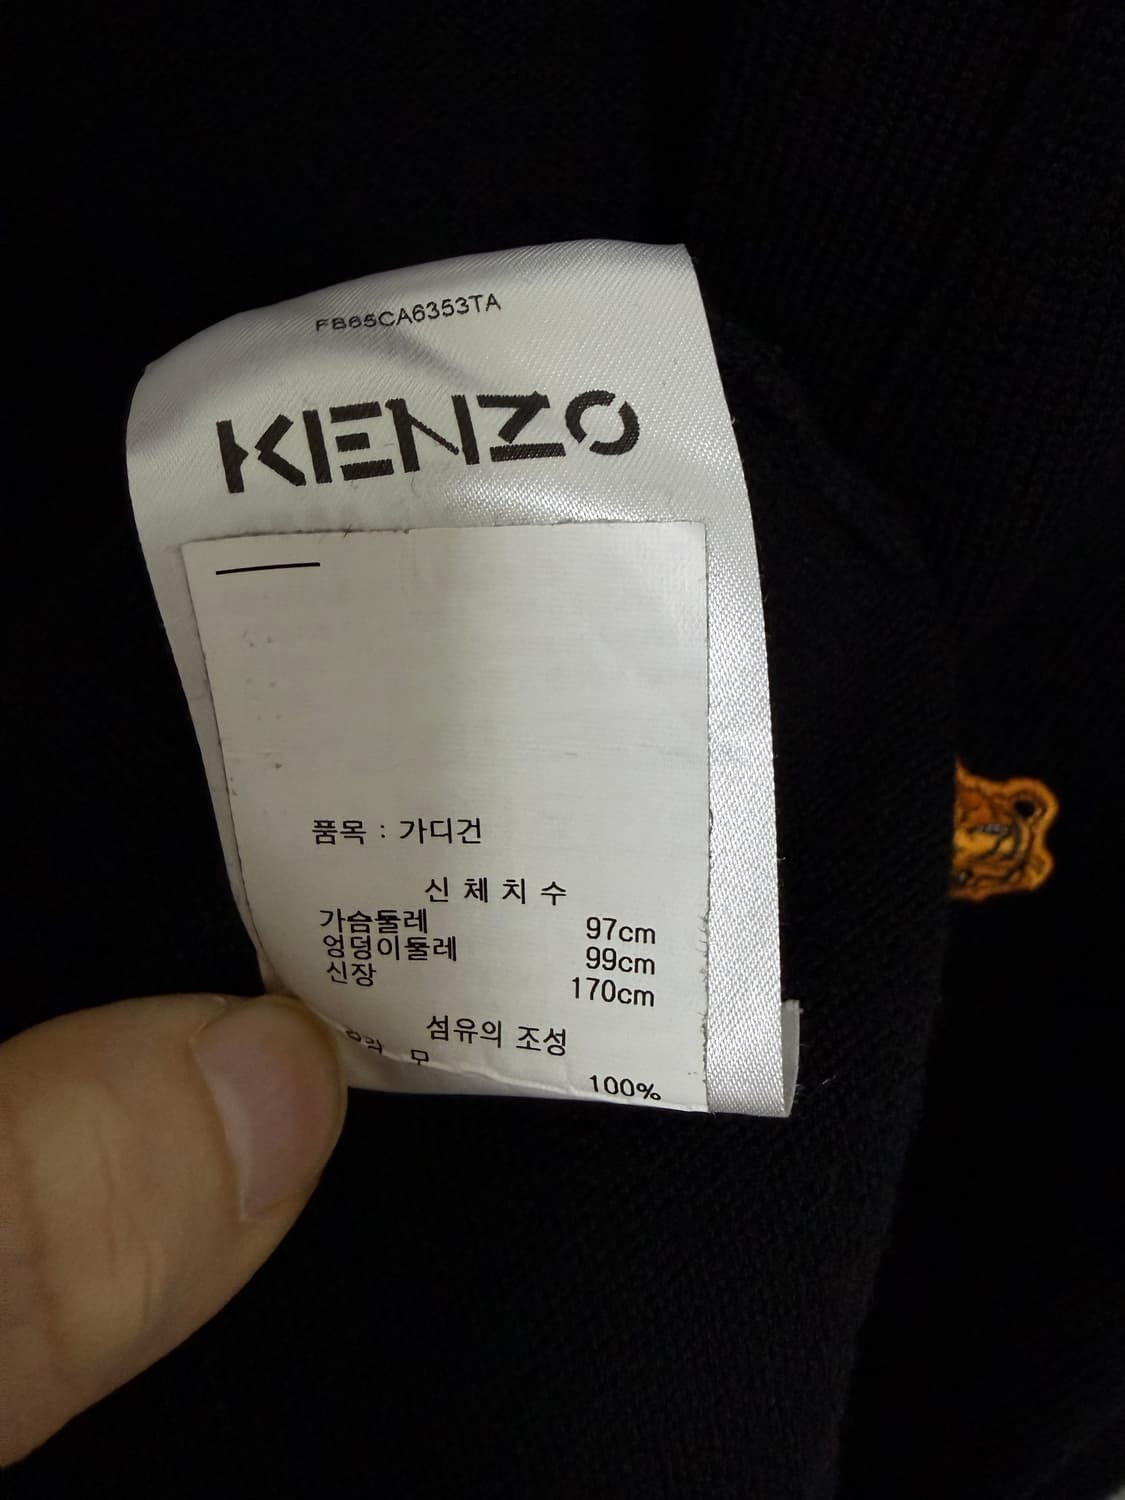 FB65CA6353TA
KENZO
품목 : 가디건
신 체 치 수
가슴둘레 97cm
엉덩이둘레 99cm
신장 170cm
섬유의 조성
모
100%